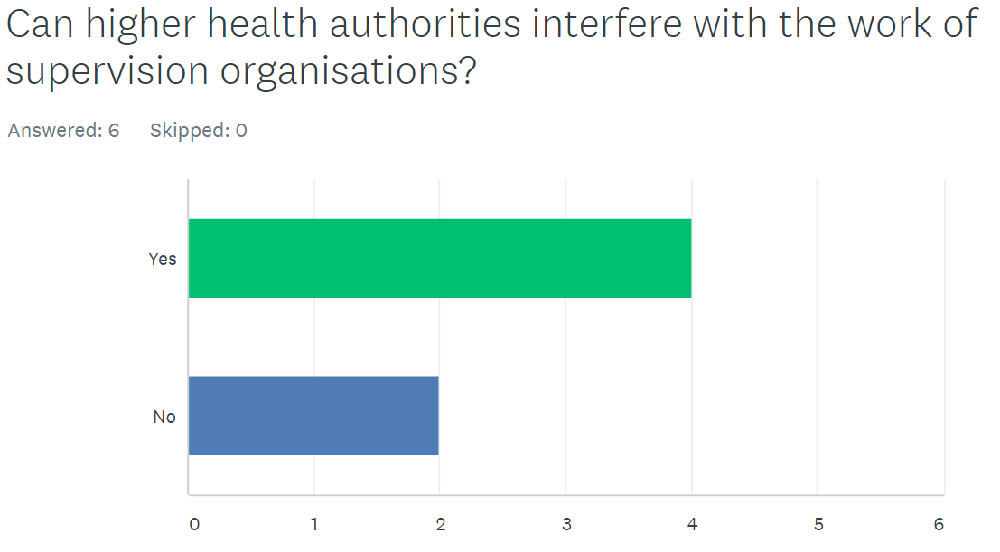 Can higher health authorities interfere with the work of
supervision organisations?
Answered: 6 Skipped: 0
Yes
No
0 1 2 3 4 5 6